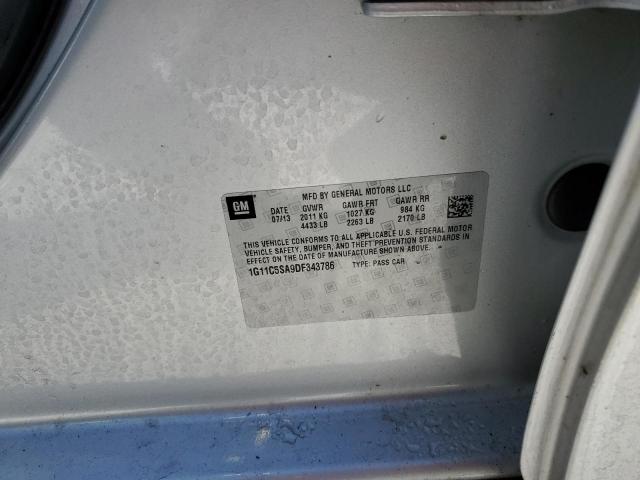 MFD BY GENERAL MOTORS LLC
GM DATE GVWR GAWR FRT GAWR RR
07/13 2011 KG 1027 KG 984 KG
4433 LB 2263 LB 2170 LB
THIS VEHICLE CONFORMS TO ALL APPLICABLE U.S. FEDERAL MOTOR
VEHICLE SAFETY, BUMPER, AND THEFT PREVENTION STANDARDS IN
EFFECT ON THE DATE OF MANUFACTURE SHOWN ABOVE.
1G11C5SA9DF343786 TYPE: PASS CAR